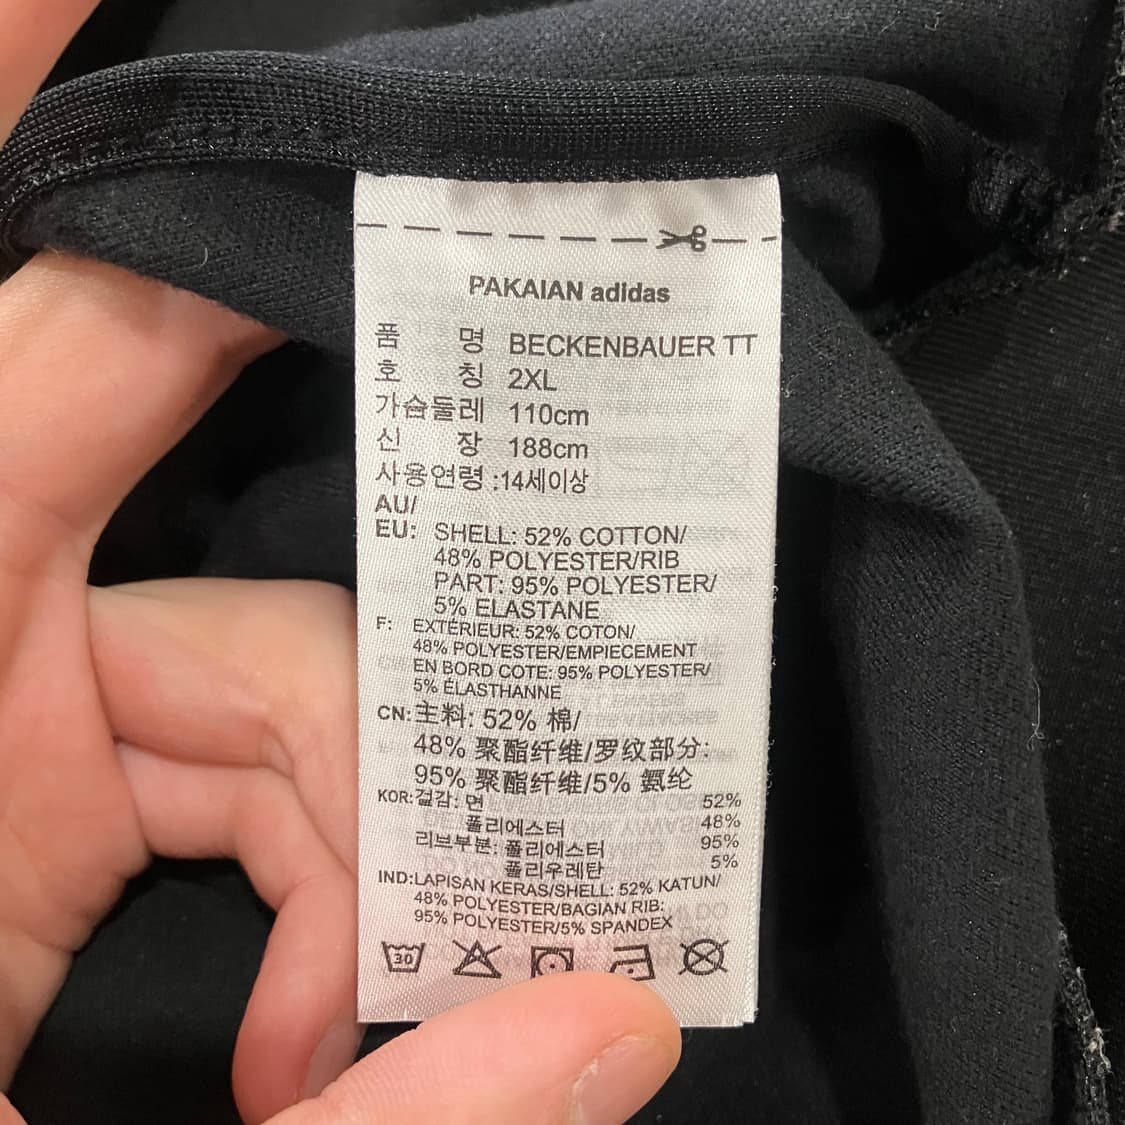 PAKAIAN adidas
품 명 BECKENBAUER TT
호 칭 2XL
가슴둘레 110cm
신 장 188cm
사용연령 :14세이상
AU/
EU: SHELL: 52% COTTON/
48% POLYESTER/RIB
PART: 95% POLYESTER/
5% ELASTANE
F: EXTÉRIEUR: 52% COTON/
48% POLYESTER/EMPIECEMENT
EN BORD COTE: 95% POLYESTER/
5% ÉLASTHANNE
CN: 主料: 52% 棉/
48% 聚酯纤维/罗纹部分:
95% 聚酯纤维/5% 氨纶
KOR: 겉감: 면 52%
폴리에스터 48%
리브부분: 폴리에스터 95%
폴리우레탄 5%
IND: LAPISAN KERAS/SHELL: 52% KATUN/
48% POLYESTER/BAGIAN RIB:
95% POLYESTER/5% SPANDEX
30